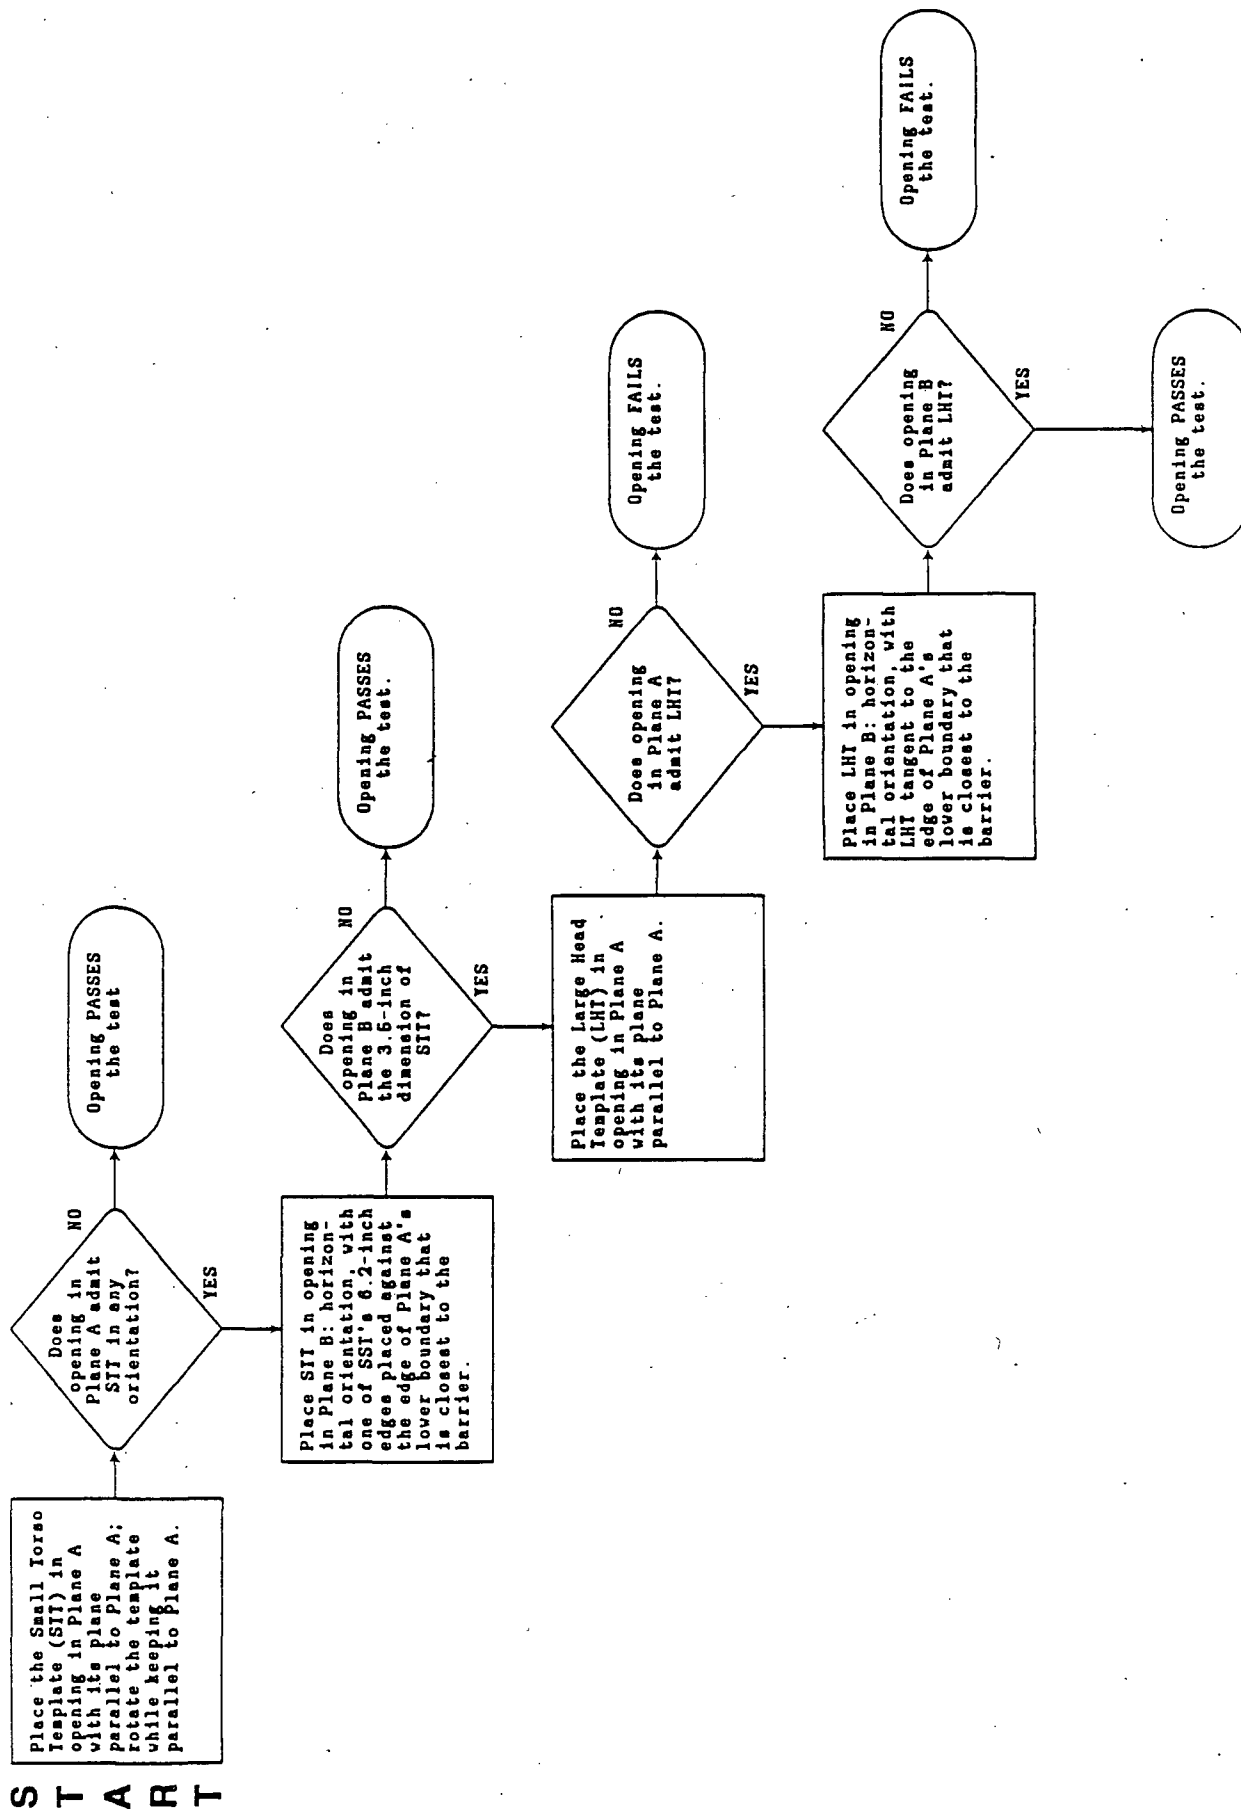 START
Place the Small Torso
Template (STT) in
opening in Plane A
with its plane
parallel to Plane A;
rotate the template
while keeping it
parallel to Plane A.
Does
opening in
Plane A admit
STT in any
orientation?
NO
Opening PASSES
the test
YES
Place STT in opening
in Plane B: horizon-
tal orientation, with
one of SST's 6.2-inch
edges placed against
the edge of Plane A's
lower boundary that
is closest to the
barrier.
Does
opening in
Plane B admit
the 3.6-inch
dimension of
STT?
NO
Opening PASSES
the test.
YES
Place the Large Head
Template (LHT) in
opening in Plane A
with its plane
parallel to Plane A.
Does opening
in Plane A
admit LHT?
NO
Opening FAILS
the test.
YES
Place LHT in opening
in Plane B: horizon-
tal orientation, with
LHT tangent to the
edge of Plane A's
lower boundary that
is closest to the
barrier.
Does opening
in Plane B
admit LHT?
NO
Opening FAILS
the test.
YES
Opening PASSES
the test.